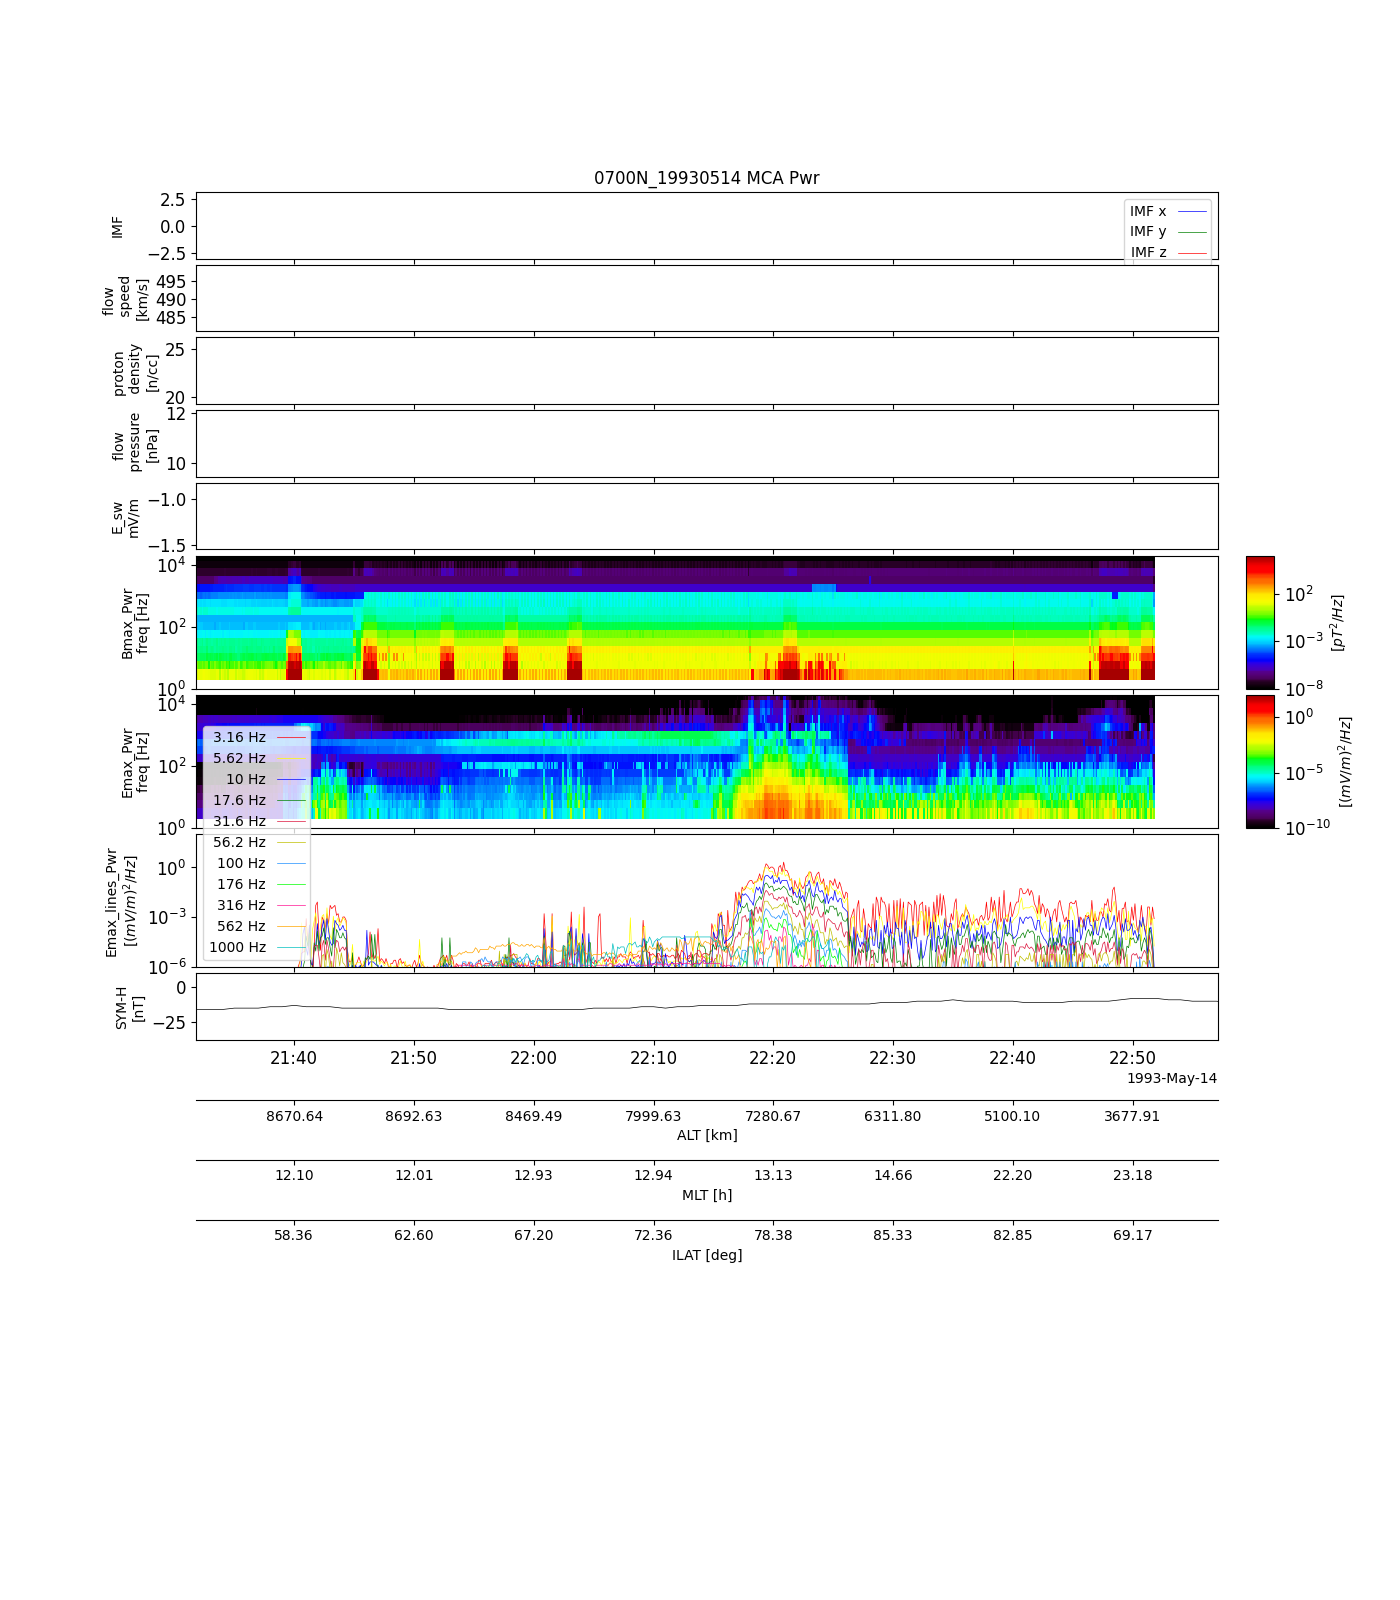 0700N_19930514 MCA Pwr
2.5
0.0
−2.5
IMF
IMF x
IMF y
IMF z
495
490
485
flow
speed
[km/s]
25
20
proton
density
[n/cc]
12
10
flow
pressure
[nPa]
−1.0
−1.5
E_sw
mV/m
10^4
10^2
10^0
Bmax_Pwr
freq [Hz]
10^2
10^−3
10^−8
[pT^2/Hz]
10^4
10^2
10^0
Emax_Pwr
freq [Hz]
10^0
10^−5
10^−10
[(mV/m)^2/Hz]
3.16 Hz
5.62 Hz
10 Hz
17.6 Hz
31.6 Hz
56.2 Hz
100 Hz
176 Hz
316 Hz
562 Hz
1000 Hz
10^0
10^−3
10^−6
Emax_lines_Pwr
[(mV/m)^2/Hz]
0
−25
SYM-H
[nT]
21:40 21:50 22:00 22:10 22:20 22:30 22:40 22:50
1993-May-14
8670.64 8692.63 8469.49 7999.63 7280.67 6311.80 5100.10 3677.91
ALT [km]
12.10 12.01 12.93 12.94 13.13 14.66 22.20 23.18
MLT [h]
58.36 62.60 67.20 72.36 78.38 85.33 82.85 69.17
ILAT [deg]